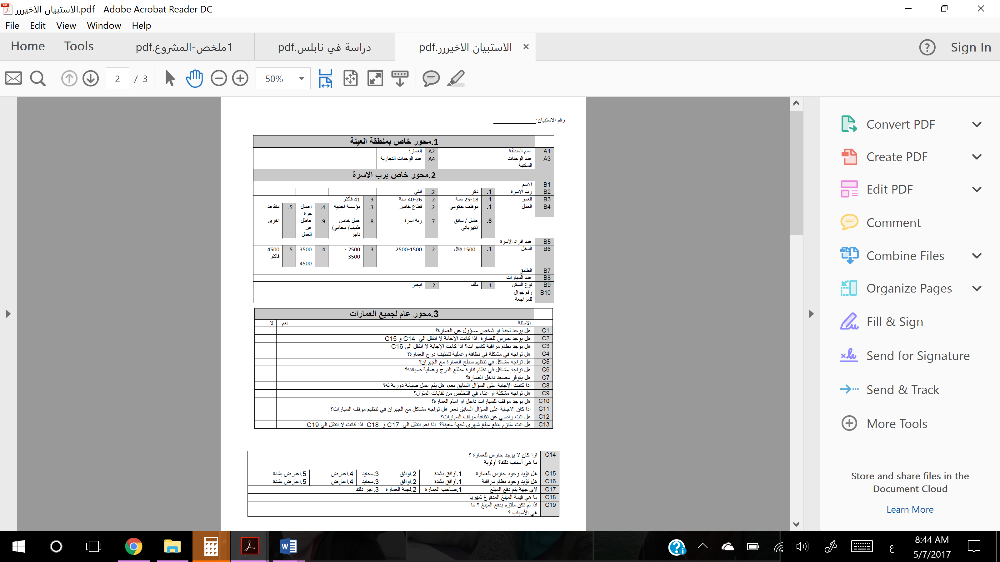 الاستبيان الاخيررر.pdf - Adobe Acrobat Reader DC
File Edit View Window Help
Home Tools 1ملخص-المشروع.pdf دراسة في نابلس.pdf الاستبيان الاخيررر.pdf × ? Sign In
2 / 3 50%
رقم الاستبيان:______________
1.محور خاص بمنطقة العينة
A1 اسم المنطقة A2 العمارة
A3 عدد الوحدات السكنية A4 عدد الوحدات التجارية
2.محور خاص برب الاسرة
B1 الاسم
B2 رب الاسرة 1. ذكر 2. انثى
B3 العمر 1. 18-25 سنة 2. 26-40 سنة 3. 41 فأكثر
B4 العمل 1. موظف حكومي 2. قطاع خاص 3. مؤسسة اجنبية 4. اعمال حرة 5. متقاعد
6. عامل / سائق /كهربائي 7. ربة اسرة 8. عمل خاص طبيب/ محامي/ تاجر 9. عاطل عن العمل اخرى
B5 عدد افراد الاسرة
B6 الدخل 1. 1500 فاقل 2. 1500-2500 3. 2500 - 3500 4. 3500 - 4500 5. 4500 فاكثر
B7 الطابق
B8 عدد السيارات
B9 نوع السكن 1. ملك 2. ايجار
B10 رقم جوال للمراجعة
3.محور عام لجميع العمارات
الاسئلة نعم لا
C1 هل يوجد لجنة او شخص مسؤول عن العمارة؟
C2 هل يوجد حارس للعمارة اذا كانت الإجابة لا انتقل الى C14 و C15
C3 هل يوجد نظام مراقبة كاميرات؟ اذا كانت الإجابة لا انتقل الى C16
C4 هل تواجه في مشكلة في نظافة وعملية تنظيف درج العمارة؟
C5 هل تواجه مشاكل في تنظيم سطح العمارة مع الجيران؟
C6 هل تواجه مشاكل في نظام انارة مطلع الدرج وعملية صيانته؟
C7 هل يتوفر مصعد داخل العمارة؟
C8 اذا كانت الاجابة على السؤال السابق نعم، هل يتم عمل صيانة دورية له؟
C9 هل تواجه مشكلة او عناء في التخلص من نفايات المنزل؟
C10 هل يوجد موقف للسيارات داخل او امام العمارة؟
C11 اذا كان الاجابة على السؤال السابق نعم, هل تواجه مشاكل مع الجيران في تنظيم موقف السيارات؟
C12 هل انت راضي عن نظافة موقف السيارات؟
C13 هل انت ملتزم بدفع مبلغ شهري لجهة معينة؟ اذا نعم انتقل الى C17 و C18 اذا كانت لا انتقل الى C19
C14 ازا كان لا يوجد حارس للعمارة ؟
ما هي أسباب ذلك؟ أولوية
C15 هل تؤيد وجود حارس للعمارة 1.أوافق بشدة 2.اوافق 3.محايد 4.اعارض 5.اعارض بشدة
C16 هل تؤيد وجود نظام مراقبة 1.أوافق بشدة 2.اوافق 3.محايد 4.اعارض 5.اعارض بشدة
C17 لاي جهة يتم دفع المبلغ 1.صاحب العمارة 2.لجنة العمارة 3.غير ذلك
C18 ما هي قيمة المبلغ المدفوع شهريا
C19 اذا لم تكن ملتزم بدفع المبلغ ؟ ما
هي الأسباب ؟
Convert PDF
Create PDF
Edit PDF
Comment
Combine Files
Organize Pages
Fill & Sign
Send for Signature
Send & Track
More Tools
Store and share files in the
Document Cloud
Learn More
ع
8:44 AM
5/7/2017